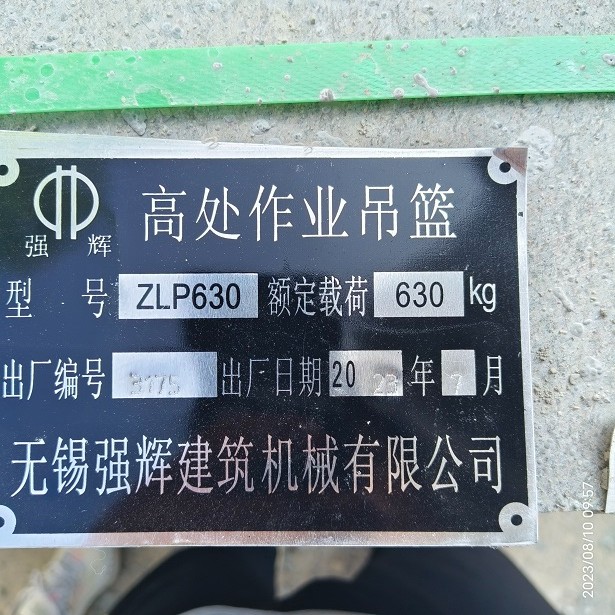 高处作业吊篮
强 辉
型 号 ZLP630 额定载荷 630 kg
出厂编号 3175 出厂日期 2023 年 7 月
无锡强辉建筑机械有限公司
2023/08/10 09:57